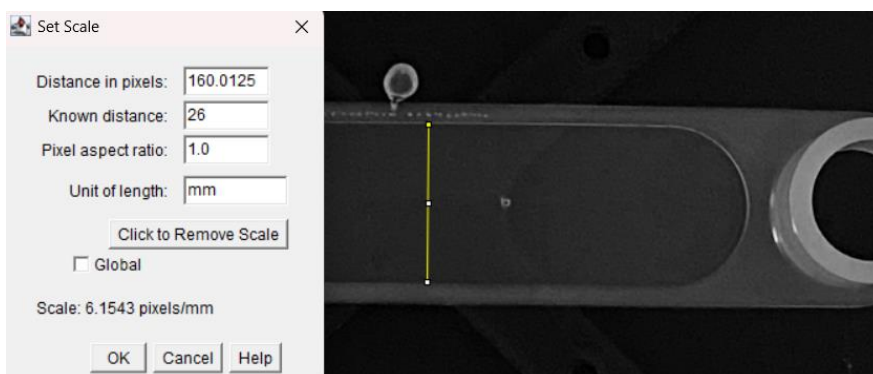 Set Scale
Distance in pixels: 160.0125
Known distance: 26
Pixel aspect ratio: 1.0
Unit of length: mm
Click to Remove Scale
Global
Scale: 6.1543 pixels/mm
OK Cancel Help